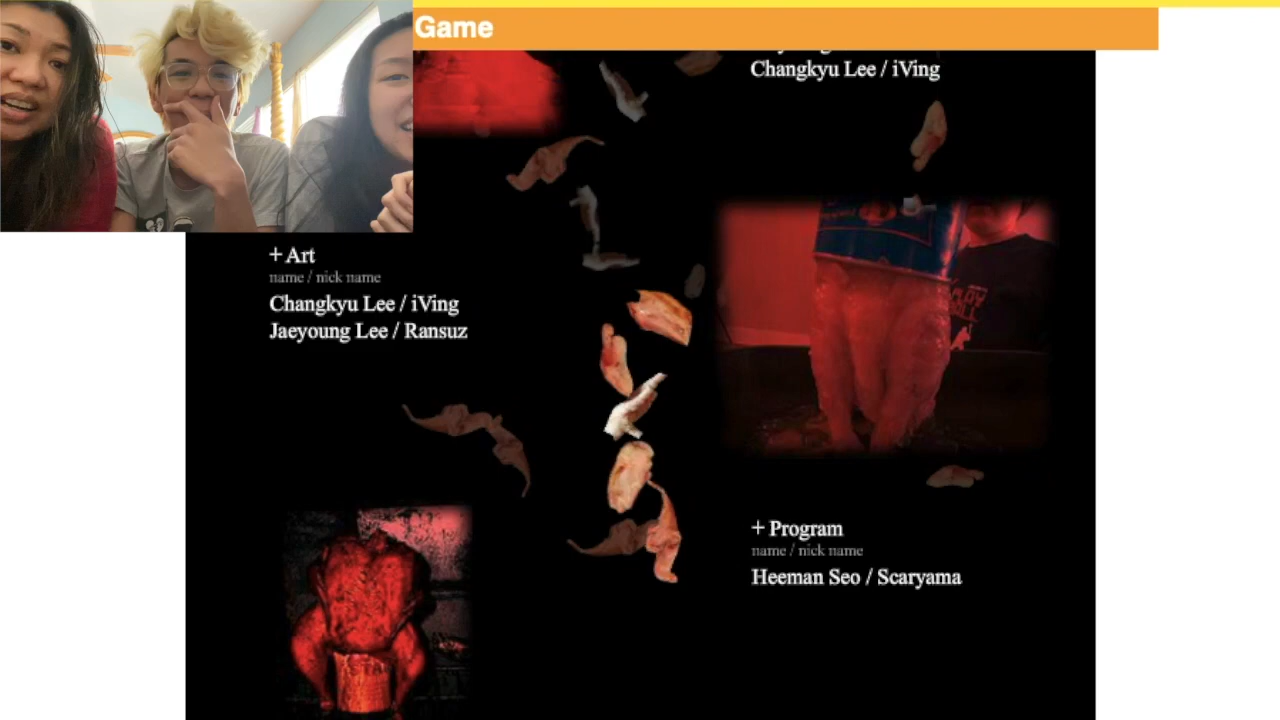 Game
Changkyu Lee / iVing
+ Art
name / nick name
Changkyu Lee / iVing
Jaeyoung Lee / Ransuz
+ Program
name / nick name
Heeman Seo / Scaryama